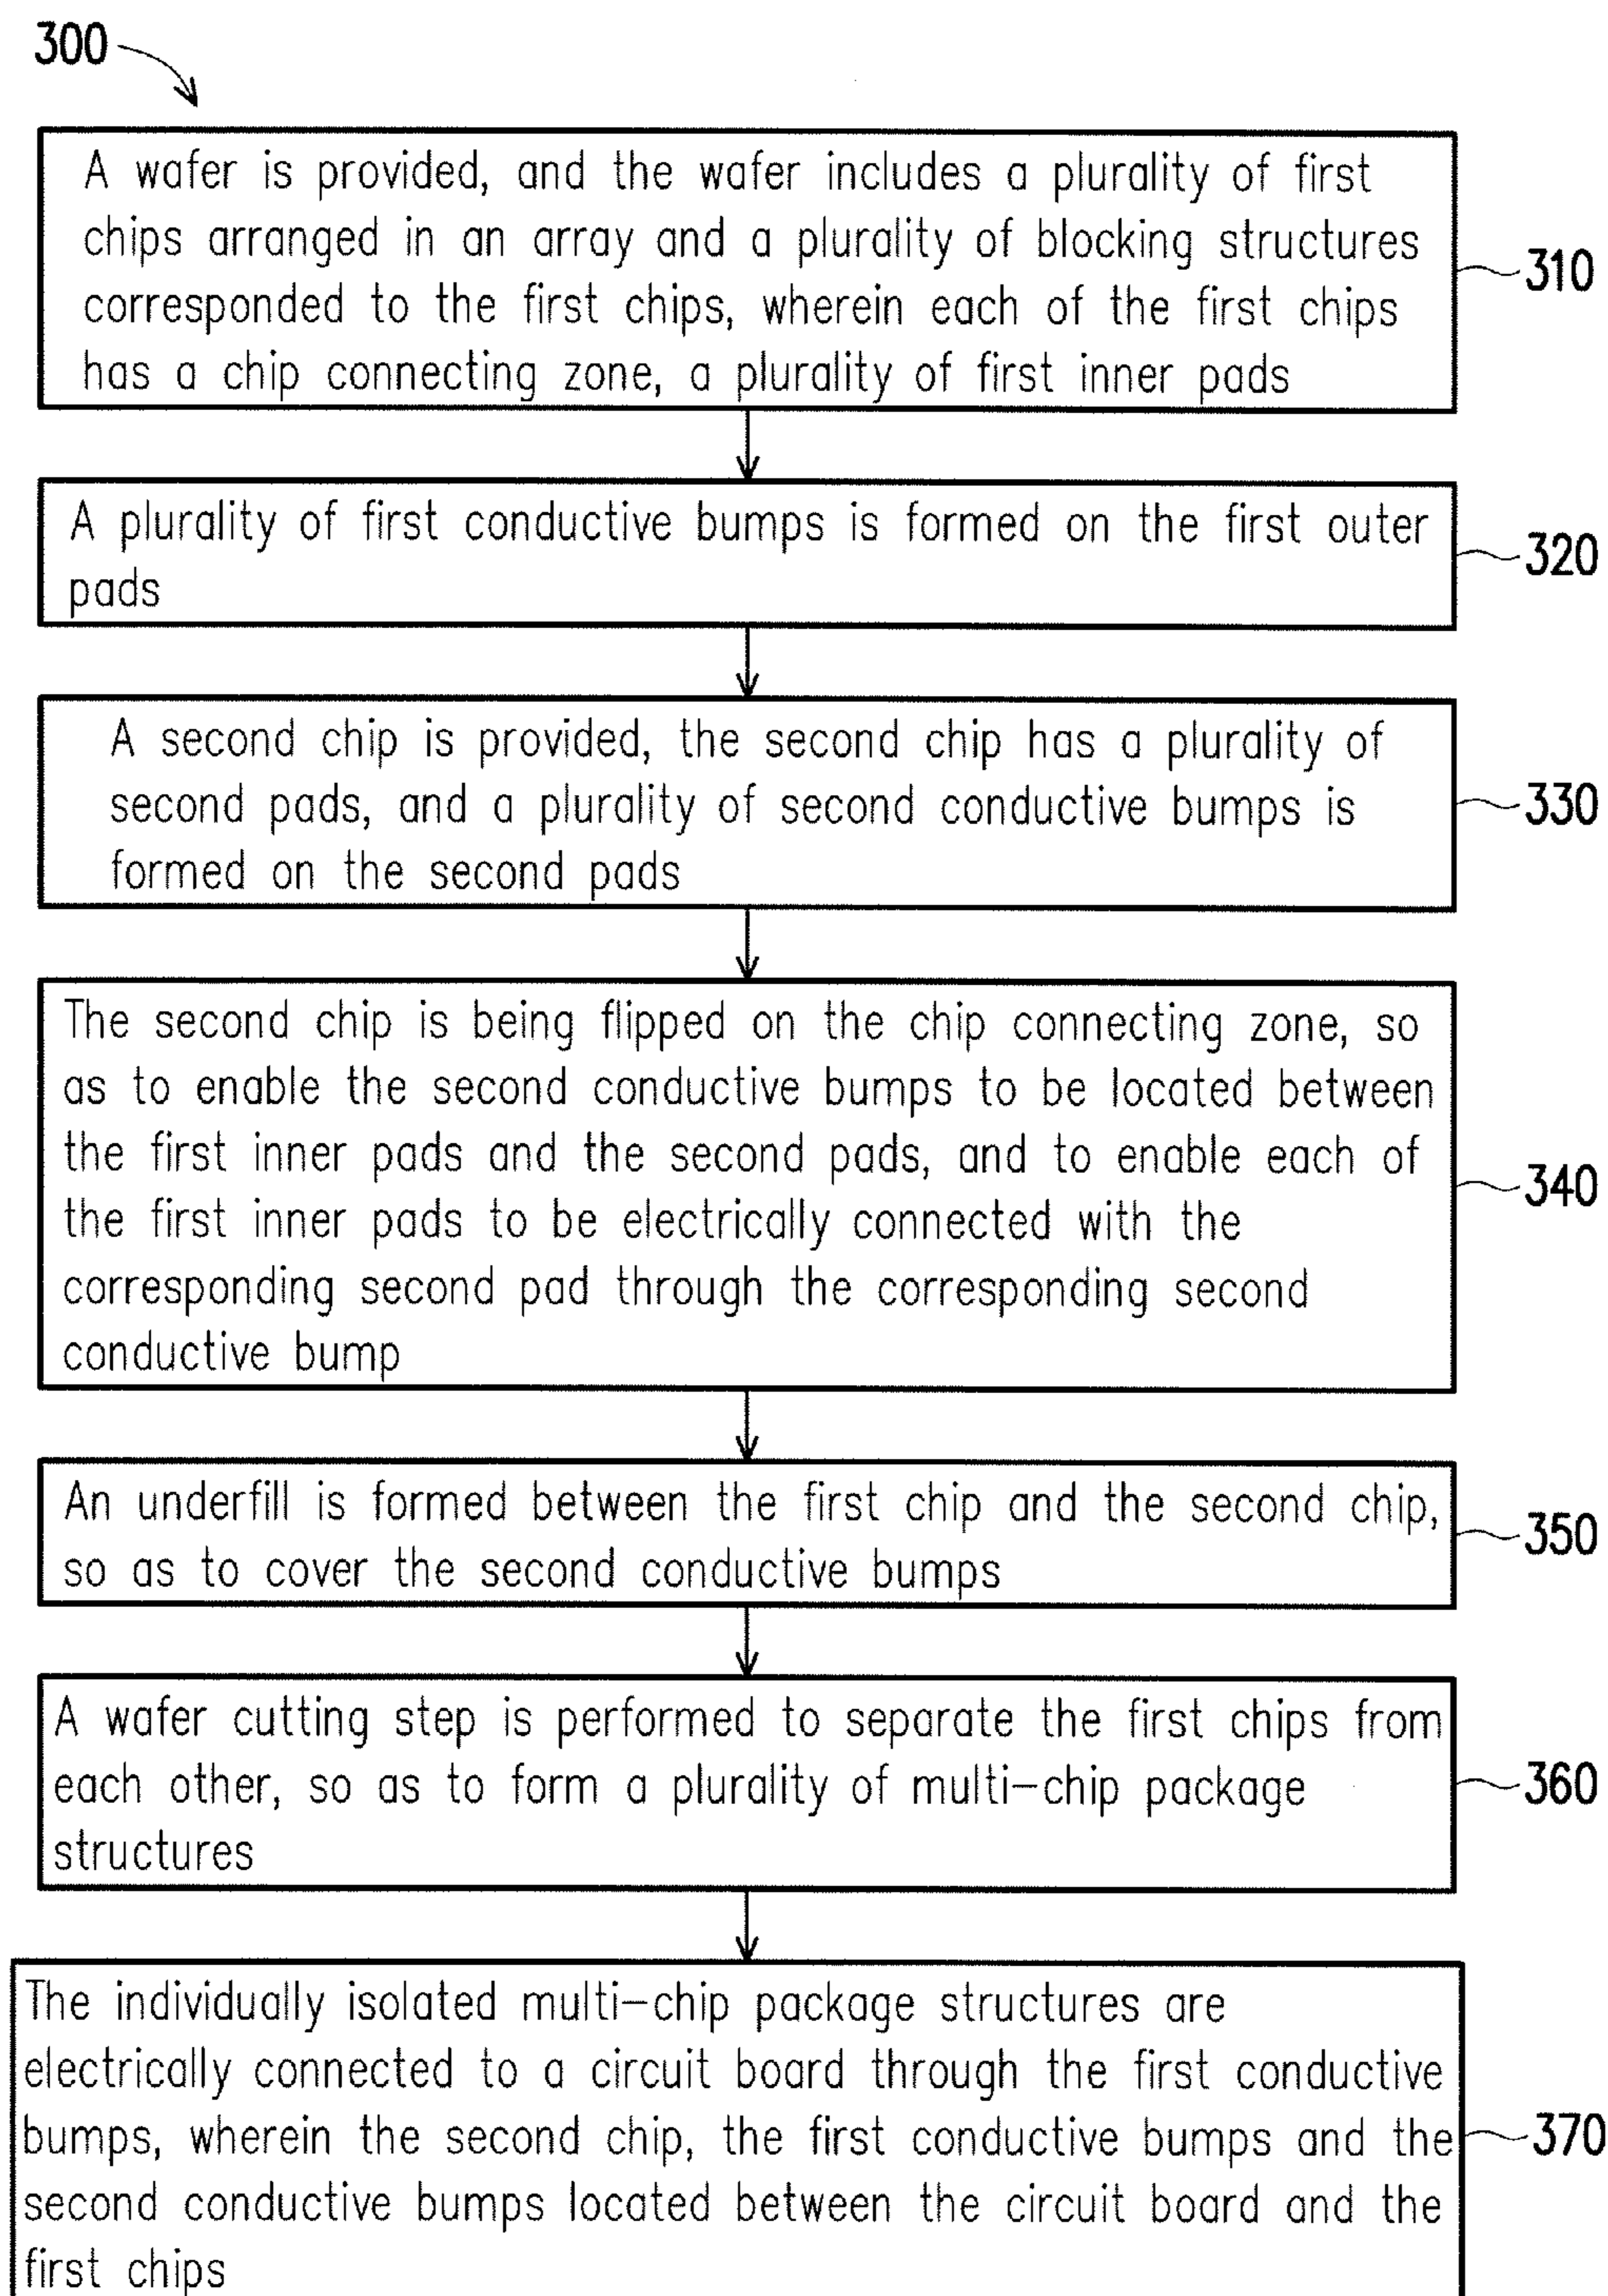 300
A wafer is provided, and the wafer includes a plurality of first
chips arranged in an array and a plurality of blocking structures
corresponded to the first chips, wherein each of the first chips
has a chip connecting zone, a plurality of first inner pads
310
A plurality of first conductive bumps is formed on the first outer
pads
320
A second chip is provided, the second chip has a plurality of
second pads, and a plurality of second conductive bumps is
formed on the second pads
330
The second chip is being flipped on the chip connecting zone, so
as to enable the second conductive bumps to be located between
the first inner pads and the second pads, and to enable each of
the first inner pads to be electrically connected with the
corresponding second pad through the corresponding second
conductive bump
340
An underfill is formed between the first chip and the second chip,
so as to cover the second conductive bumps
350
A wafer cutting step is performed to separate the first chips from
each other, so as to form a plurality of multi-chip package
structures
360
The individually isolated multi-chip package structures are
electrically connected to a circuit board through the first conductive
bumps, wherein the second chip, the first conductive bumps and the
second conductive bumps located between the circuit board and the
first chips
370